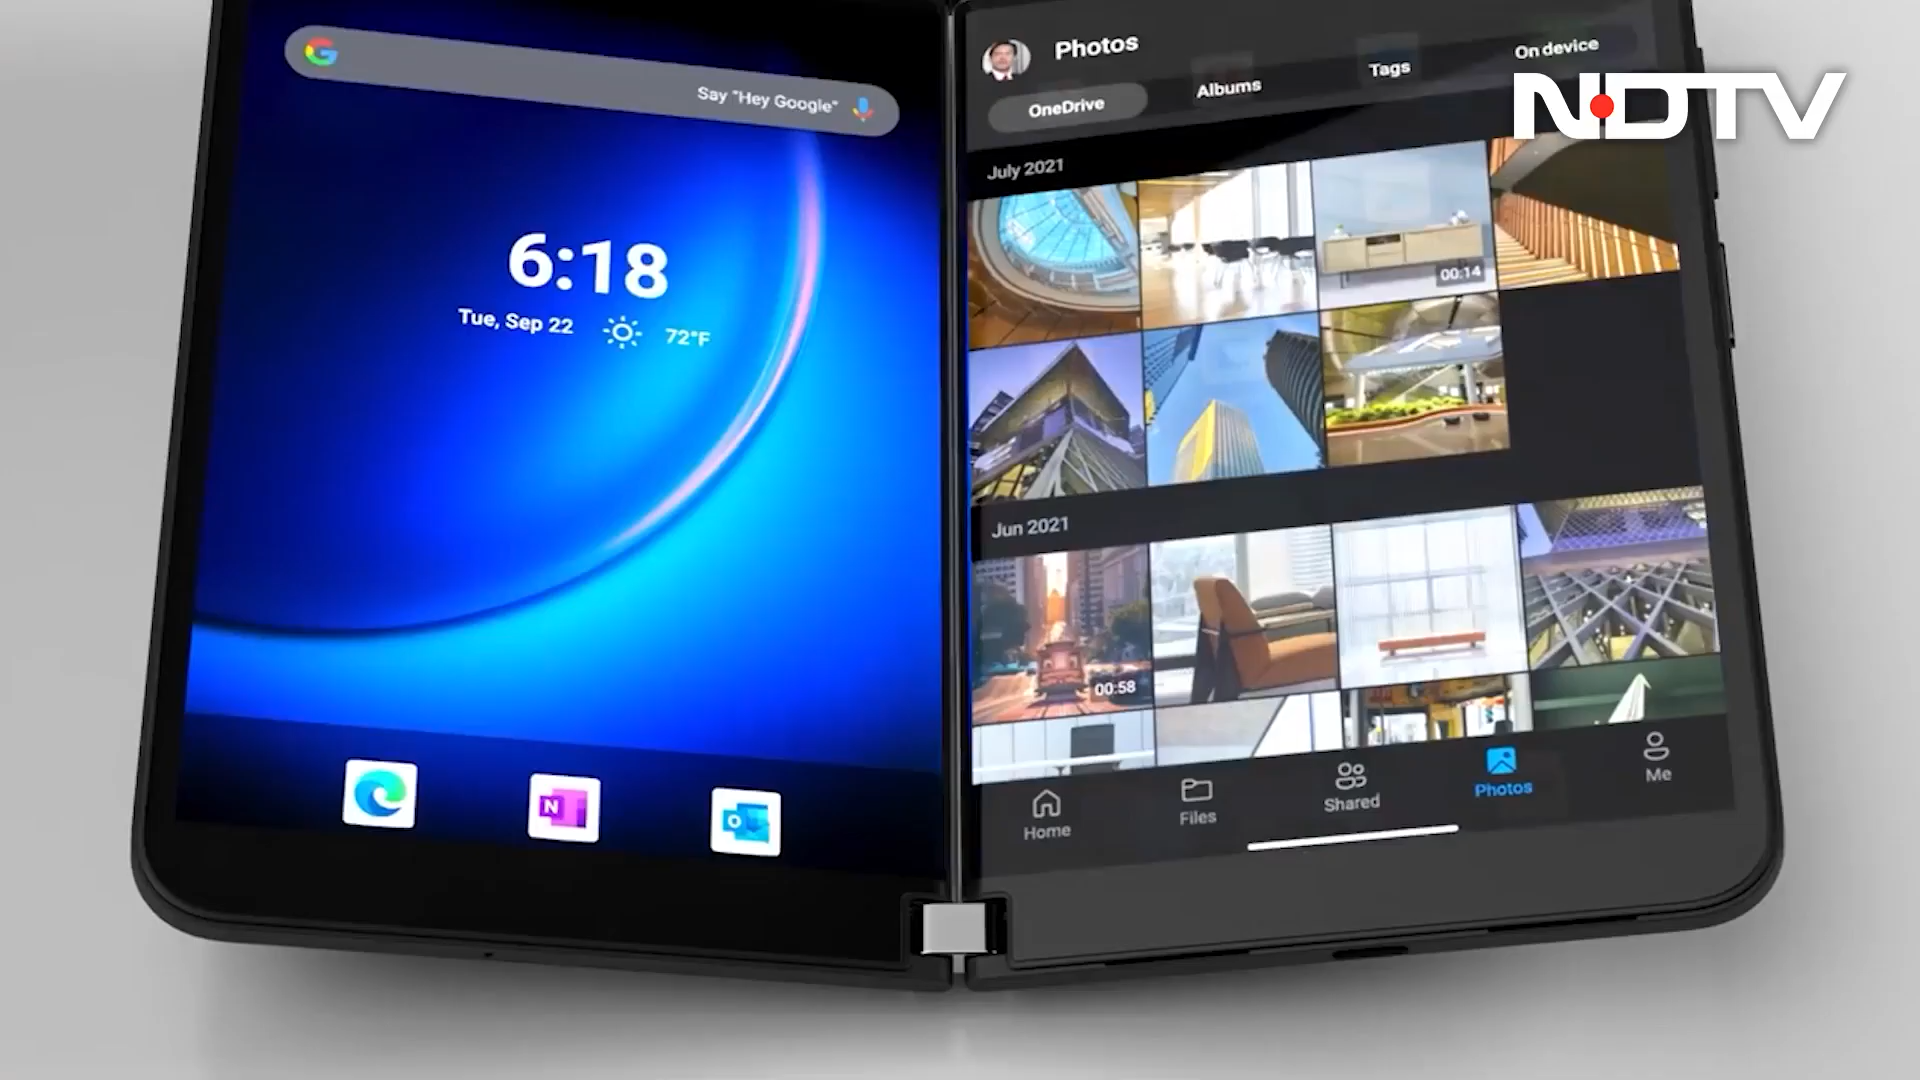 Say "Hey Google"
6:18
Tue, Sep 22 72°F
N
O
Photos
OneDrive
Albums
Tags
On device
NDTV
July 2021
00:14
Jun 2021
00:58
Home
Files
Shared
Photos
Me